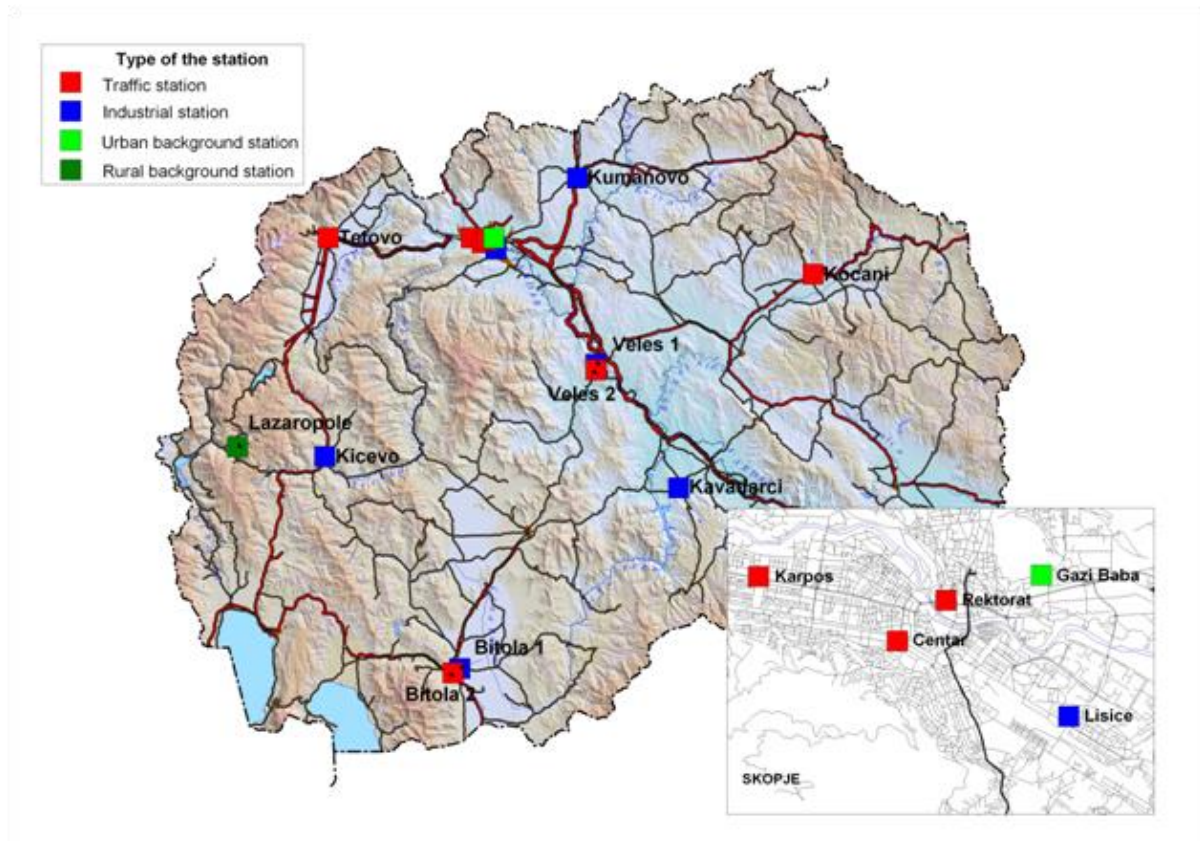 Type of the station
Traffic station
Industrial station
Urban background station
Rural background station
Kumanovo
Tetovo
Kocani
Veles 1
Veles 2
Lazaropole
Kicevo
Kavadarci
Bitola 1
Bitola 2
Karpos
Gazi Baba
Rektorat
Centar
Lisice
SKOPJE